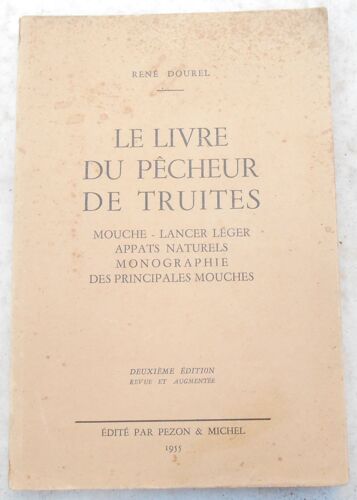 RENÉ DOUREL
LE LIVRE
DU PÊCHEUR
DE TRUITES
MOUCHE - LANCER LÉGER
APPATS NATURELS
MONOGRAPHIE
DES PRINCIPALES MOUCHES
DEUXIÈME ÉDITION
REVUE ET AUGMENTÉE
ÉDITÉ PAR PEZON & MICHEL
1955